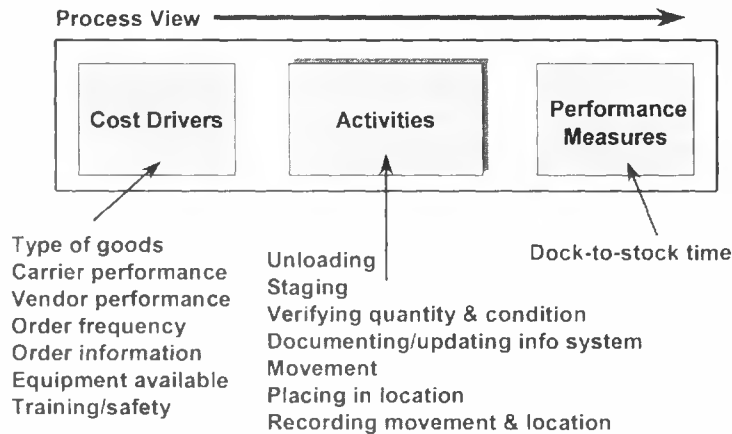 Process View
Cost Drivers
Activities
Performance
Measures
Type of goods
Carrier performance
Vendor performance
Order frequency
Order information
Equipment available
Training/safety
Unloading
Staging
Verifying quantity & condition
Documenting/updating info system
Movement
Placing in location
Recording movement & location
Dock-to-stock time